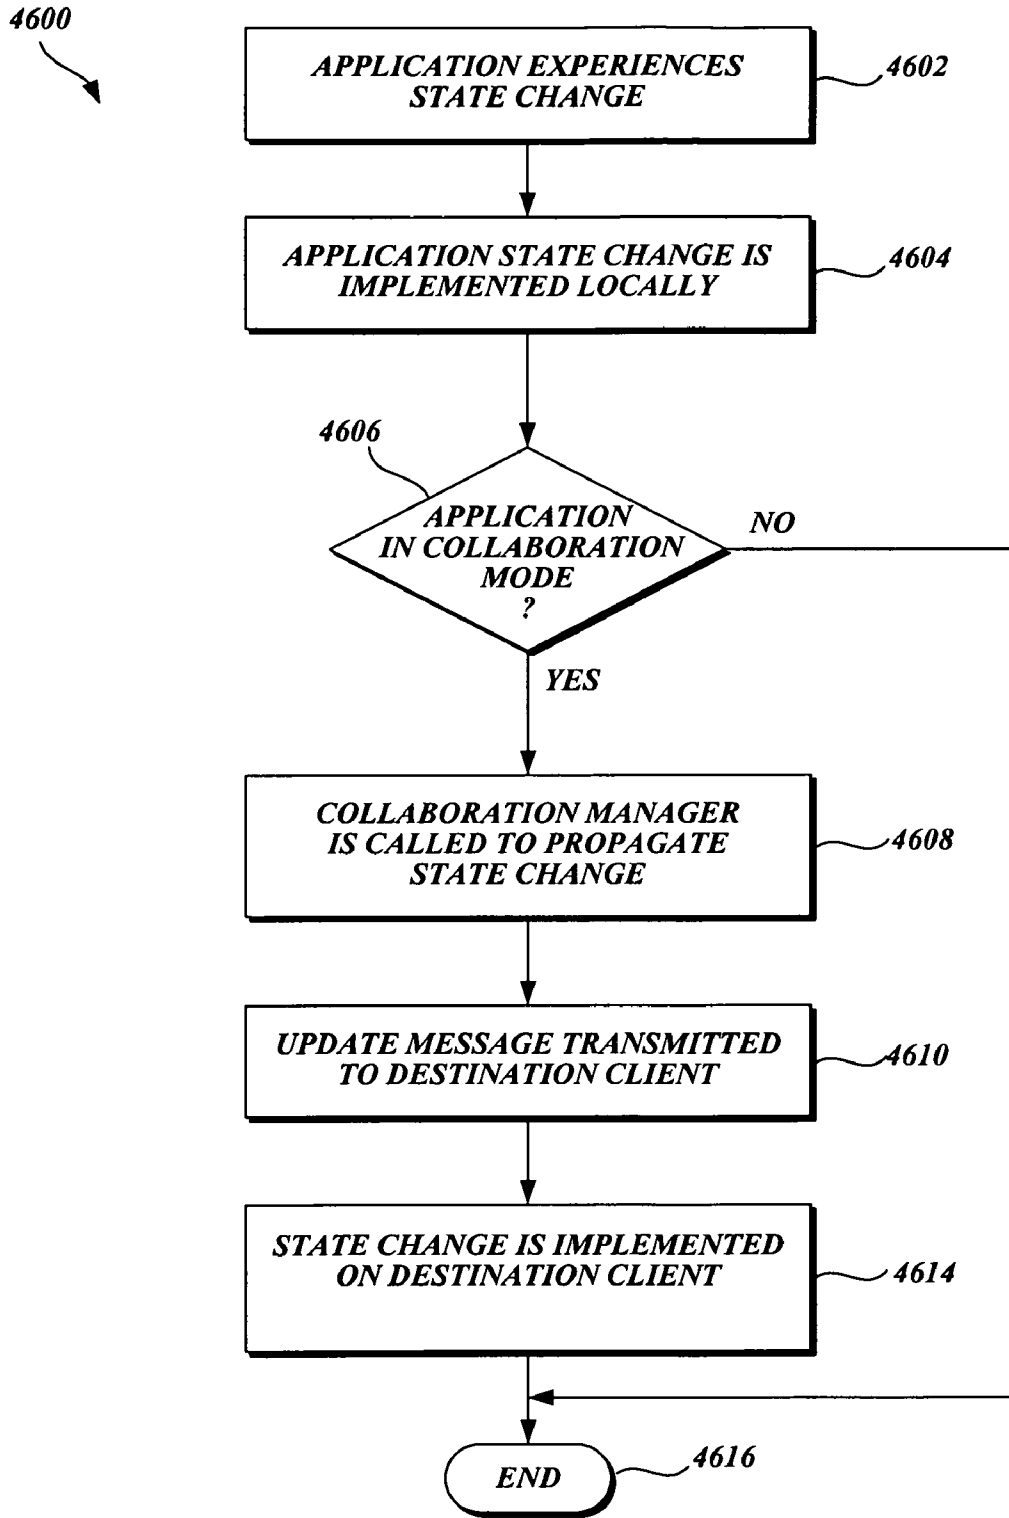 4600
APPLICATION EXPERIENCES
STATE CHANGE
4602
APPLICATION STATE CHANGE IS
IMPLEMENTED LOCALLY
4604
4606
APPLICATION
IN COLLABORATION
MODE
?
NO
YES
COLLABORATION MANAGER
IS CALLED TO PROPAGATE
STATE CHANGE
4608
UPDATE MESSAGE TRANSMITTED
TO DESTINATION CLIENT
4610
STATE CHANGE IS IMPLEMENTED
ON DESTINATION CLIENT
4614
END
4616